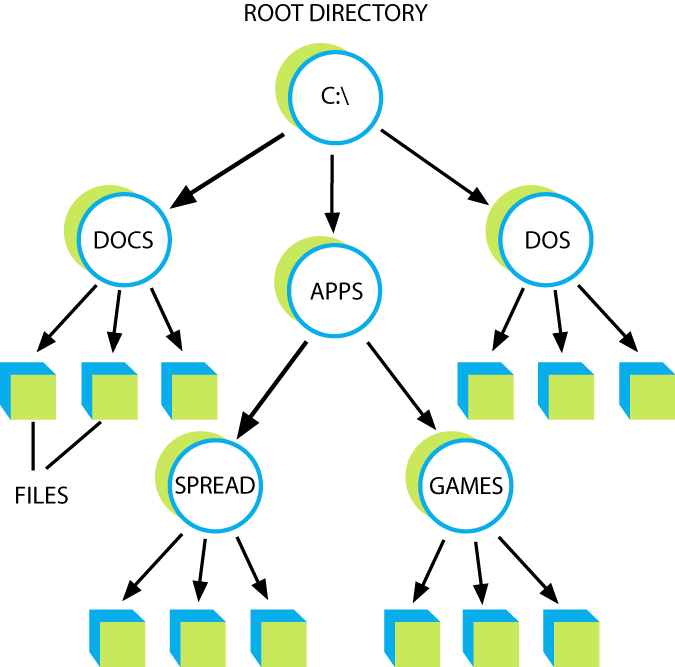 ROOT DIRECTORY
C:\
DOCS
DOS
APPS
SPREAD
GAMES
FILES